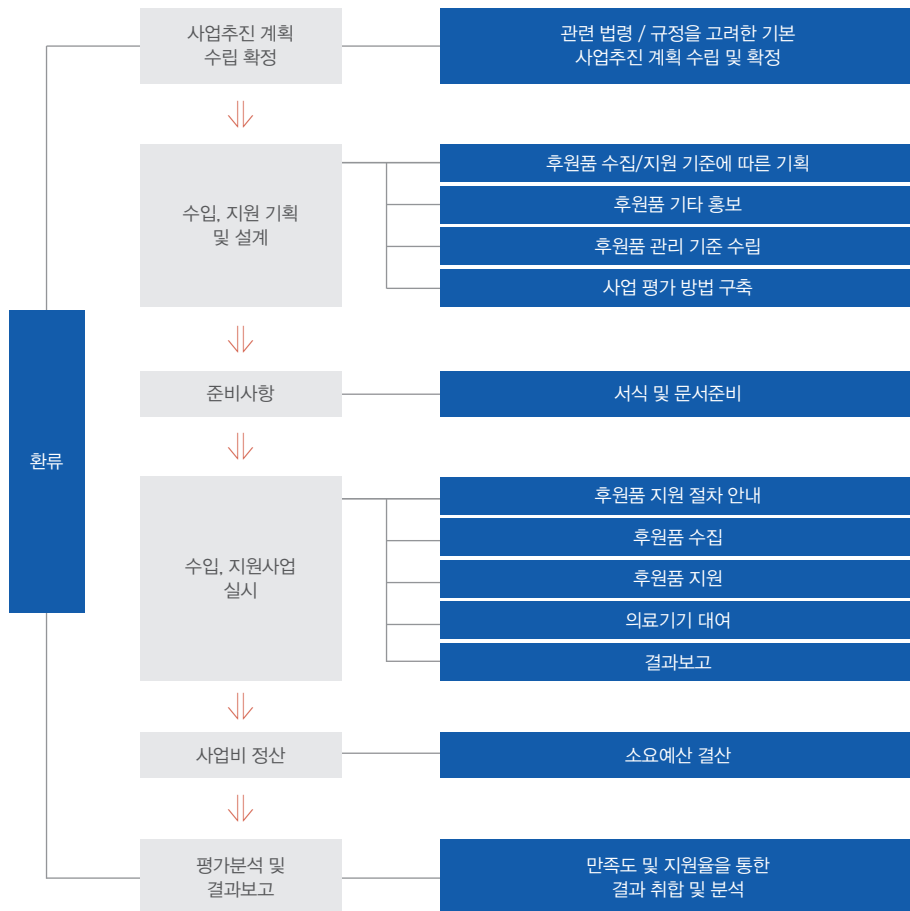 사업추진 계획
수립 확정
관련 법령 / 규정을 고려한 기본
사업추진 계획 수립 및 확정
수입, 지원 기획
및 설계
후원품 수집/지원 기준에 따른 기획
후원품 기타 홍보
후원품 관리 기준 수립
사업 평가 방법 구축
준비사항
서식 및 문서준비
환류
수입, 지원사업
실시
후원품 지원 절차 안내
후원품 수집
후원품 지원
의료기기 대여
결과보고
사업비 정산
소요예산 결산
평가분석 및
결과보고
만족도 및 지원율을 통한
결과 취합 및 분석